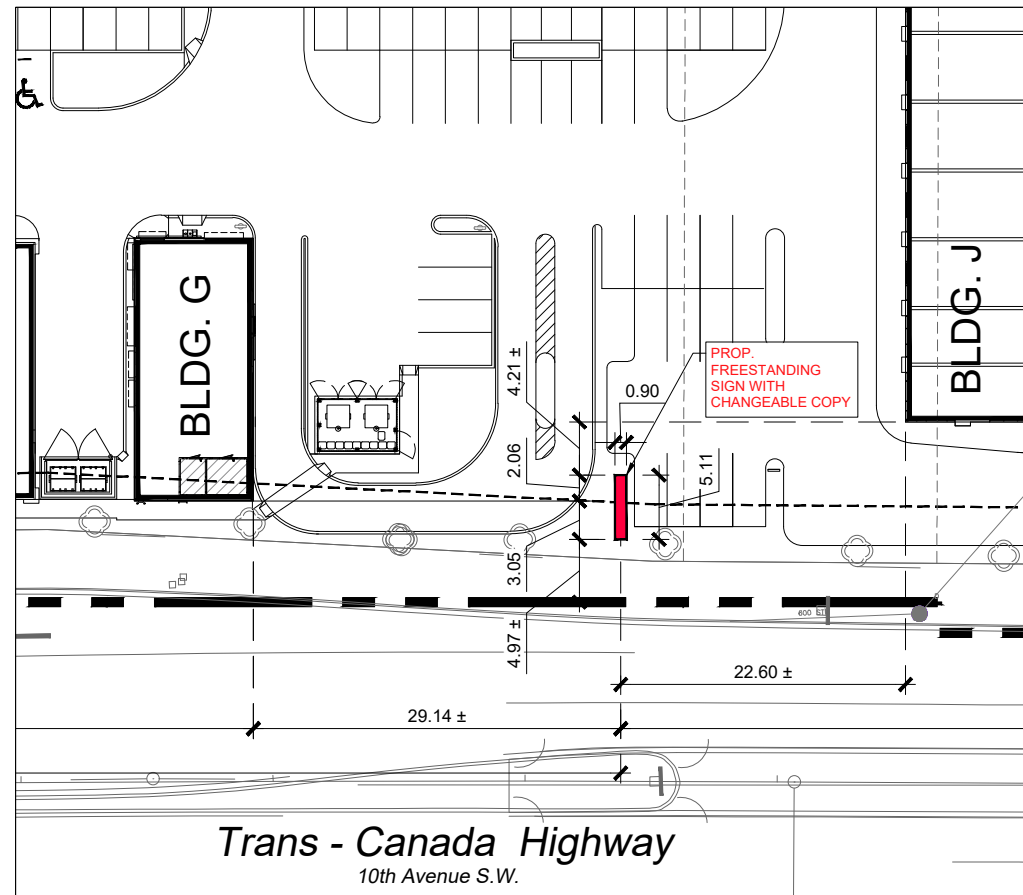 BLDG. G
BLDG. J
PROP.
FREESTANDING
SIGN WITH
CHANGEABLE COPY
4.21 ±
0.90
2.06
5.11
3.05
4.97 ±
600 ST
22.60 ±
29.14 ±
Trans - Canada Highway
10th Avenue S.W.